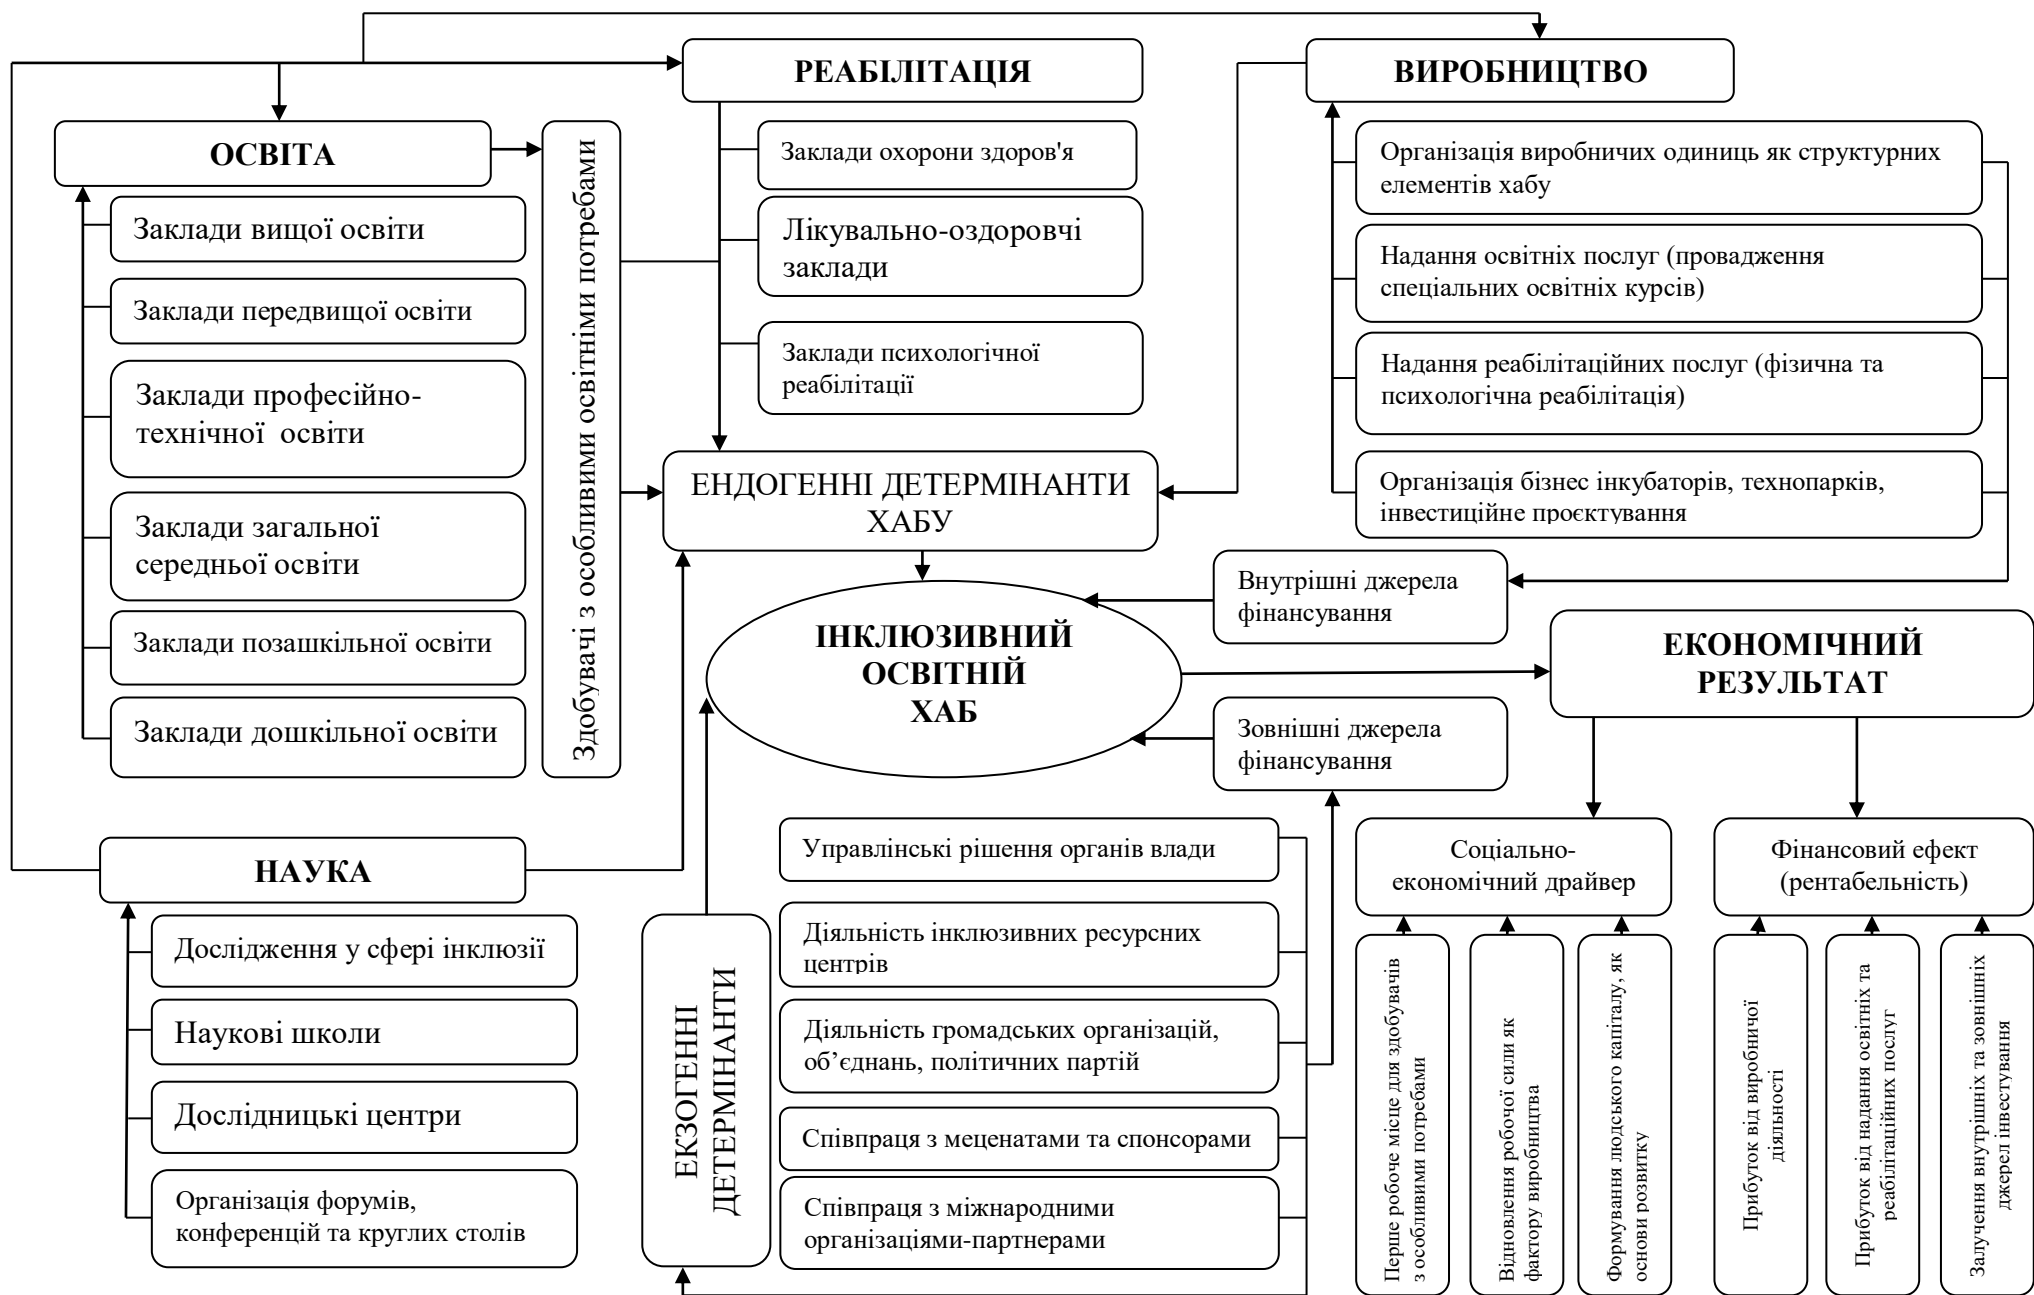 РЕАБІЛІТАЦІЯ
ВИРОБНИЦТВО
ОСВІТА
Заклади вищої освіти
Заклади передвищої освіти
Заклади професійно-
технічної освіти
Заклади загальної
середньої освіти
Заклади позашкільної освіти
Заклади дошкільної освіти
Здобувачі з особливими освітніми потребами
Заклади охорони здоров'я
Лікувально-оздоровчі
заклади
Заклади психологічної
реабілітації
Організація виробничих одиниць як структурних
елементів хабу
Надання освітніх послуг (провадження
спеціальних освітніх курсів)
Надання реабілітаційних послуг (фізична та
психологічна реабілітація)
Організація бізнес інкубаторів, технопарків,
інвестиційне проєктування
ЕНДОГЕННІ ДЕТЕРМІНАНТИ
ХАБУ
Внутрішні джерела
фінансування
ІНКЛЮЗИВНИЙ
ОСВІТНІЙ
ХАБ
ЕКОНОМІЧНИЙ
РЕЗУЛЬТАТ
Зовнішні джерела
фінансування
НАУКА
Дослідження у сфері інклюзії
Наукові школи
Дослідницькі центри
Організація форумів,
конференцій та круглих столів
ЕКЗОГЕННІ
ДЕТЕРМІНАНТИ
Управлінські рішення органів влади
Діяльність інклюзивних ресурсних
центрів
Діяльність громадських організацій,
об’єднань, політичних партій
Співпраця з меценатами та спонсорами
Співпраця з міжнародними
організаціями-партнерами
Соціально-
економічний драйвер
Фінансовий ефект
(рентабельність)
Перше робоче місце для здобувачів
з особливими потребами
Відновлення робочої сили як
фактору виробництва
Формування людського капіталу, як
основи розвитку
Прибуток від виробничої
діяльності
Прибуток від надання освітніх та
реабілітаційних послуг
Залучення внутрішніх та зовнішніх
джерел інвестування